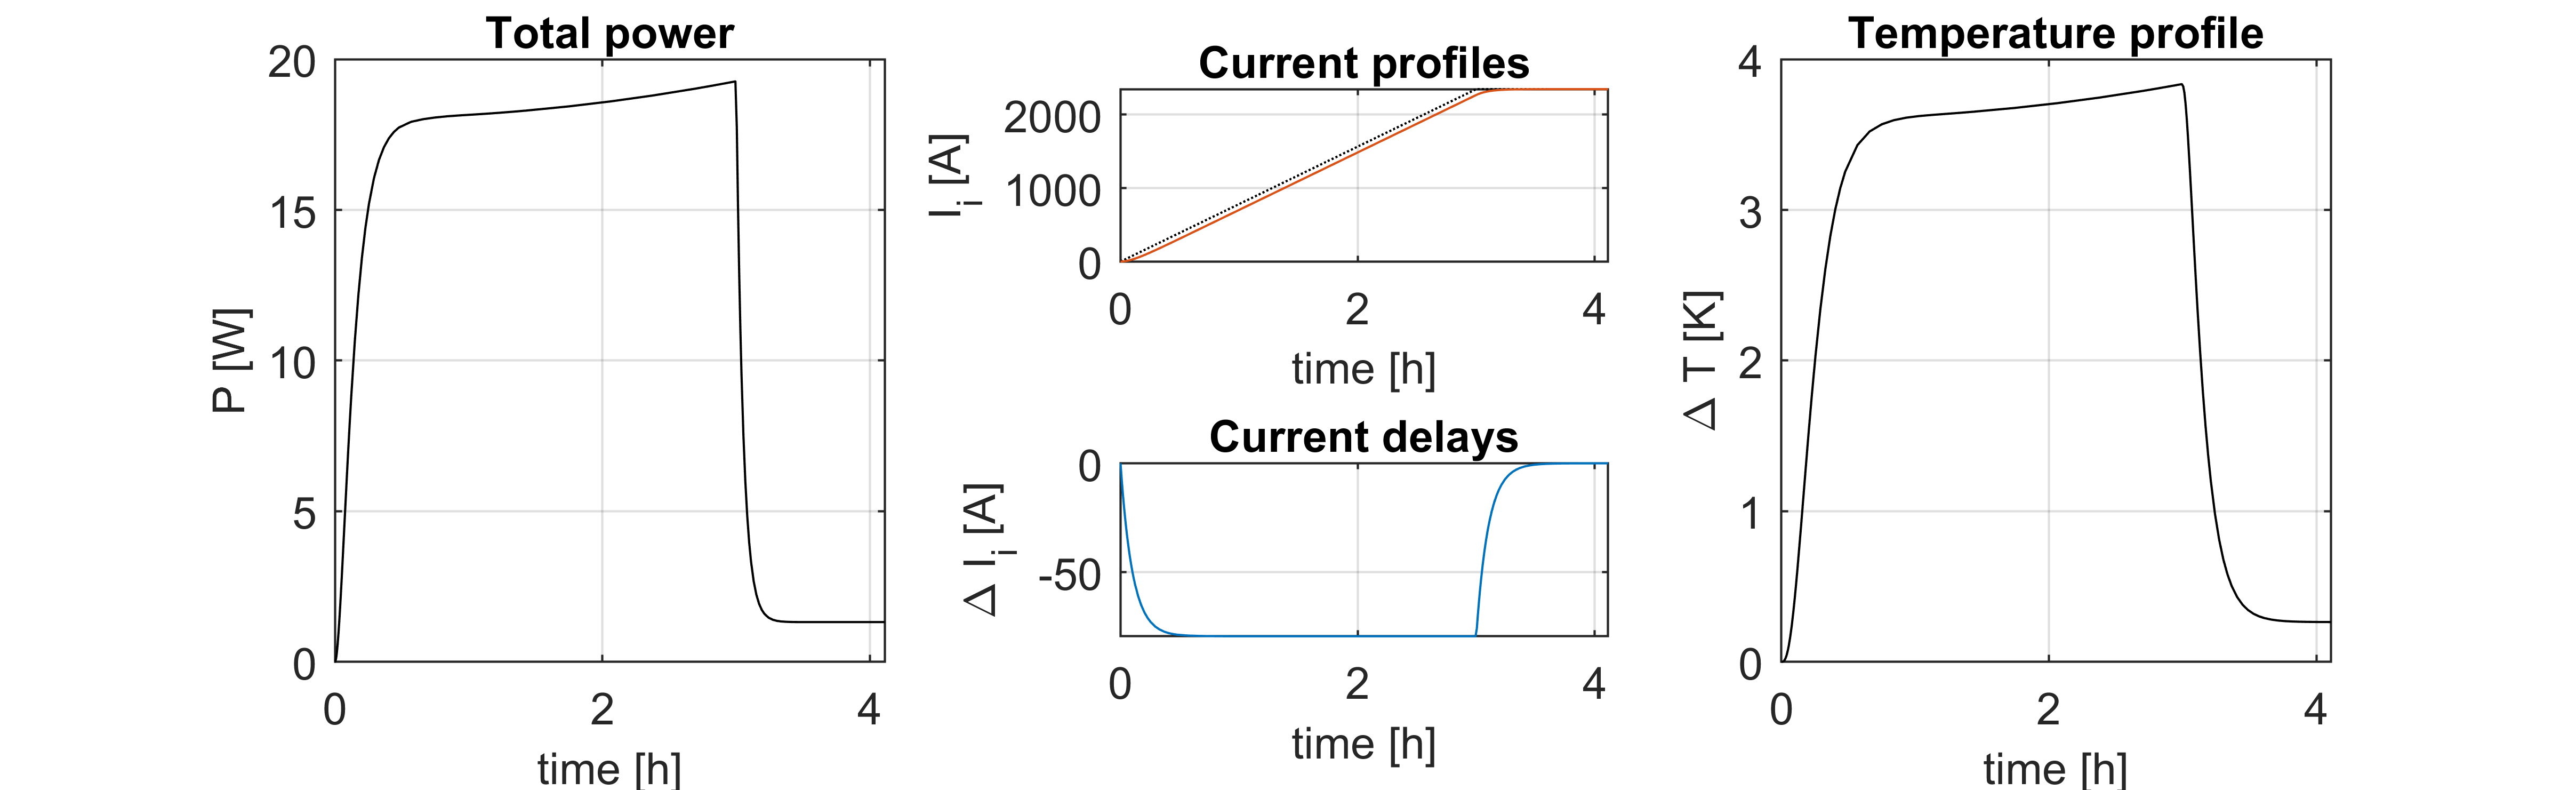 Total power
20
15
10
5
0
P [W]
0 2 4
time [h]
Current profiles
2000
1000
0
I_i [A]
0 2 4
time [h]
Current delays
0
-50
Δ I_i [A]
0 2 4
time [h]
Temperature profile
4
3
2
1
0
Δ T [K]
0 2 4
time [h]